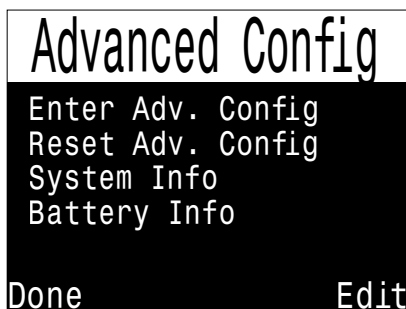 Advanced Config
Enter Adv. Config
Reset Adv. Config
System Info
Battery Info
Done Edit